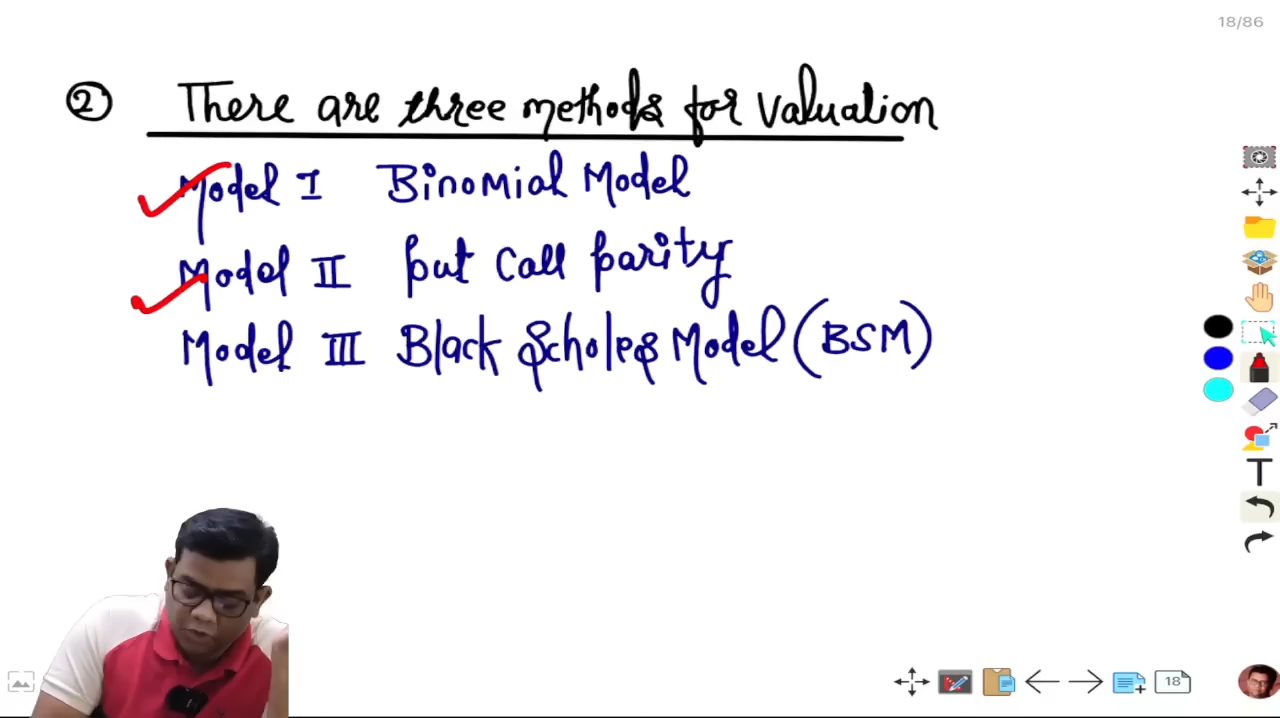 18/86
② There are three methods for valuation
Model I Binomial Model
Model II put call parity
Model III Black Scholes Model (BSM)
T
18